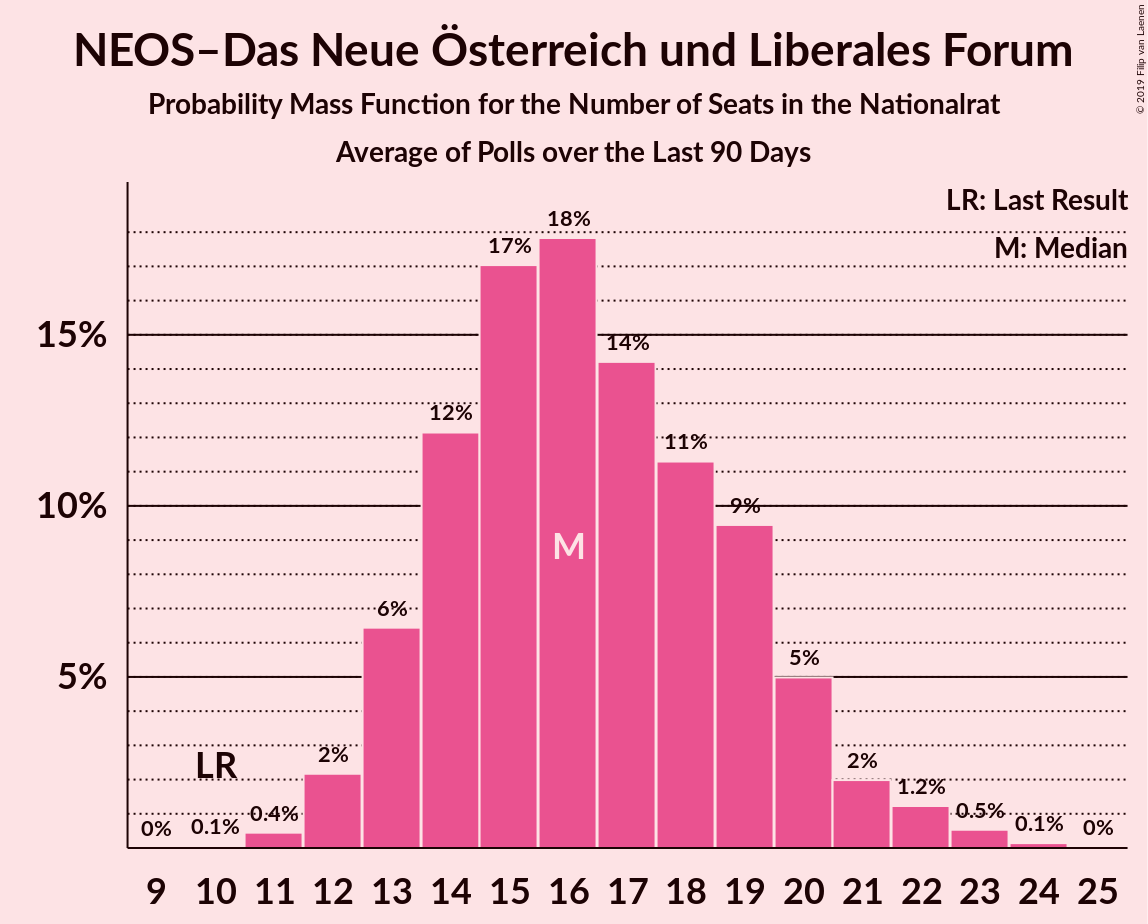 NEOS–Das Neue Österreich und Liberales Forum
Probability Mass Function for the Number of Seats in the Nationalrat
Average of Polls over the Last 90 Days
© 2019 Filip van Laenen
LR: Last Result
M: Median
15%
10%
5%
0%
0.1%
0.4%
2%
6%
12%
17%
18%
14%
11%
9%
5%
2%
1.2%
0.5%
0.1%
0%
LR
M
9 10 11 12 13 14 15 16 17 18 19 20 21 22 23 24 25